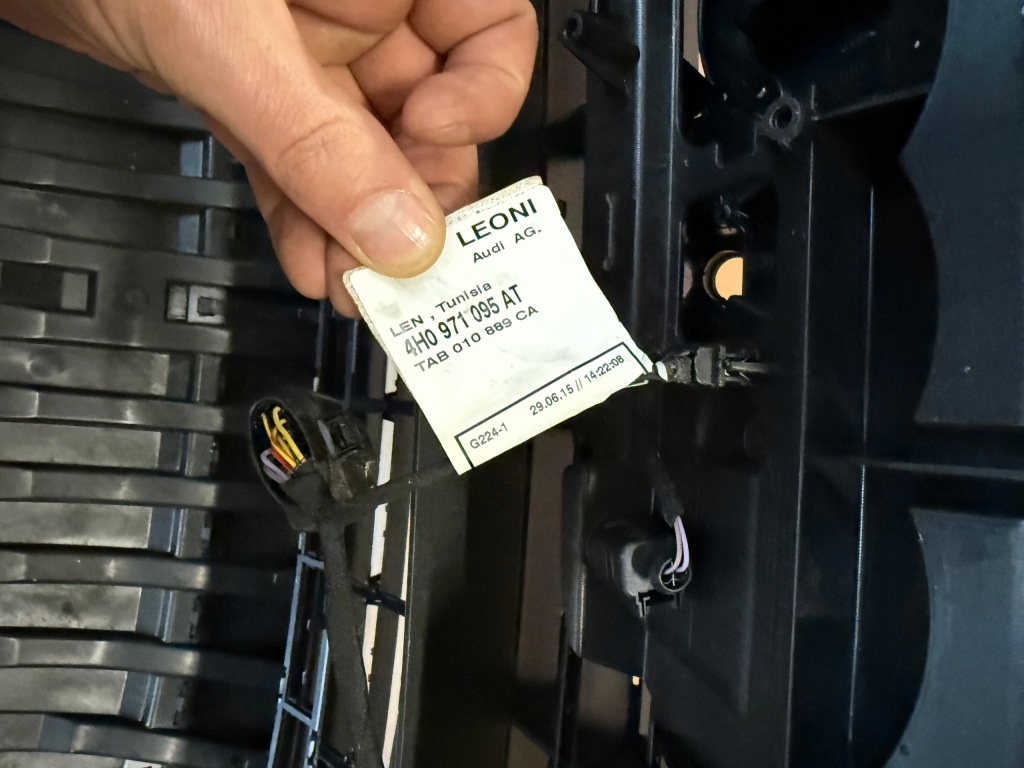 LEONI
Audi AG.
LEN , Tunisia
4H0 971 095 AT
TAB 010 889 CA
G224-1 29.06.15 // 14:22:08